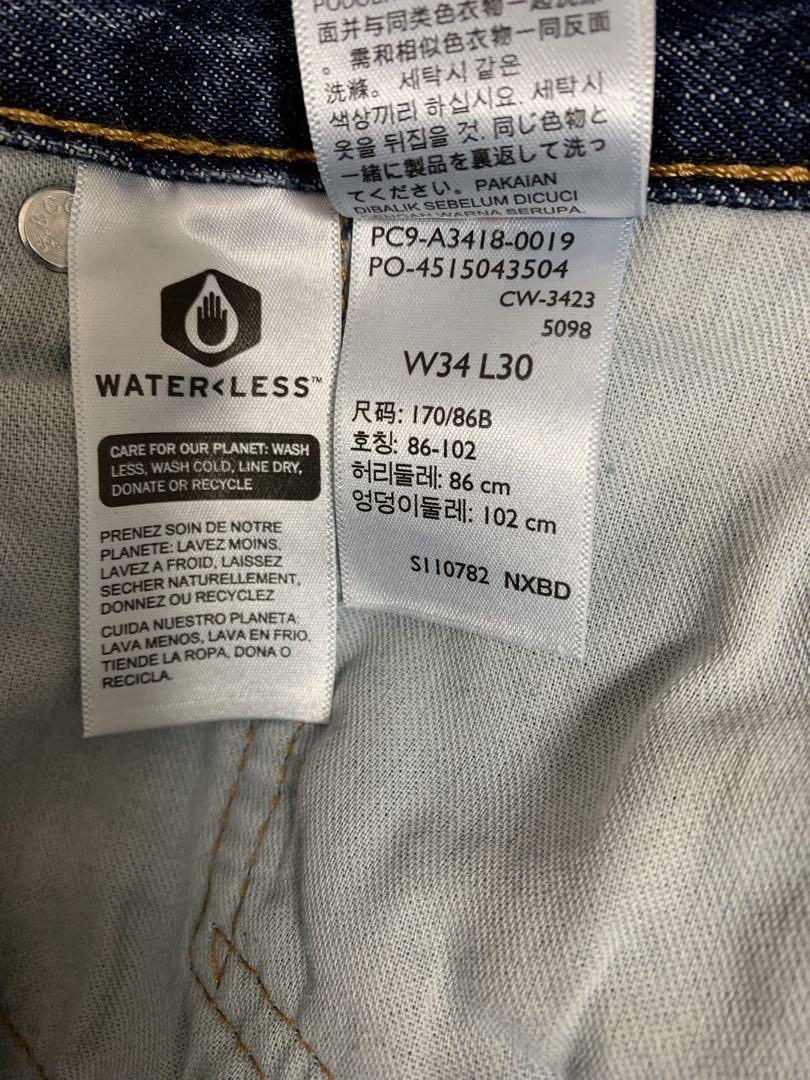 面并与同类色衣物一起洗涤
。需和相似色衣物一同反面
洗滌。세탁시 같은
색상끼리 하십시요. 세탁시
옷을 뒤집을 것. 同じ色物と
一緒に製品を裏返して洗っ
てください。PAKAIAN
DIBALIK SEBELUM DICUCI
WARNA SERUPA.
PC9-A3418-0019
PO-4515043504
CW-3423
5098
W34 L30
尺码: 170/86B
호칭: 86-102
허리둘레: 86 cm
엉덩이둘레: 102 cm
S110782 NXBD
WATER<LESS™
CARE FOR OUR PLANET: WASH
LESS, WASH COLD, LINE DRY,
DONATE OR RECYCLE
PRENEZ SOIN DE NOTRE
PLANETE: LAVEZ MOINS,
LAVEZ A FROID, LAISSEZ
SECHER NATURELLEMENT,
DONNEZ OU RECYCLEZ
CUIDA NUESTRO PLANETA:
LAVA MENOS, LAVA EN FRIO,
TIENDE LA ROPA, DONA O
RECICLA.